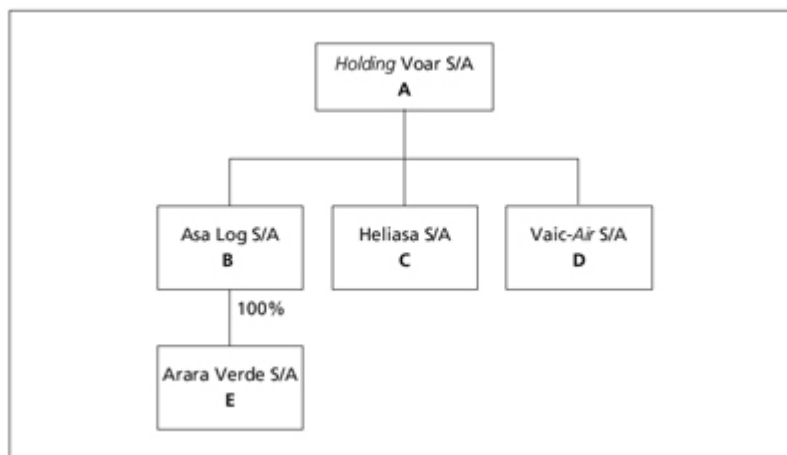 Holding Voar S/A
A
Asa Log S/A
B
Heliasa S/A
C
Vaic-Air S/A
D
100%
Arara Verde S/A
E